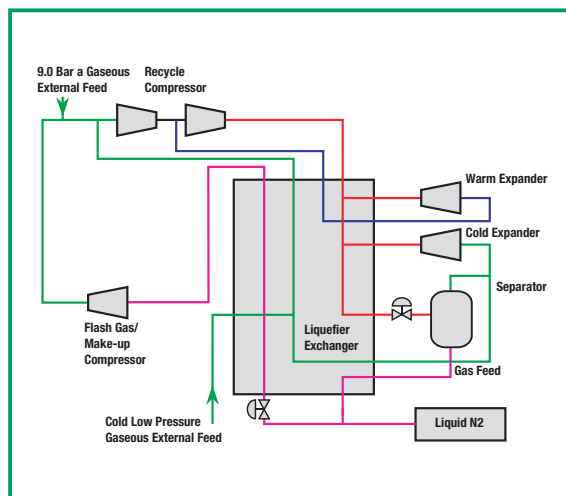 9.0 Bar a Gaseous
External Feed
Recycle
Compressor
Warm Expander
Cold Expander
Separator
Flash Gas/
Make-up
Compressor
Liquefier
Exchanger
Gas Feed
Cold Low Pressure
Gaseous External Feed
Liquid N2